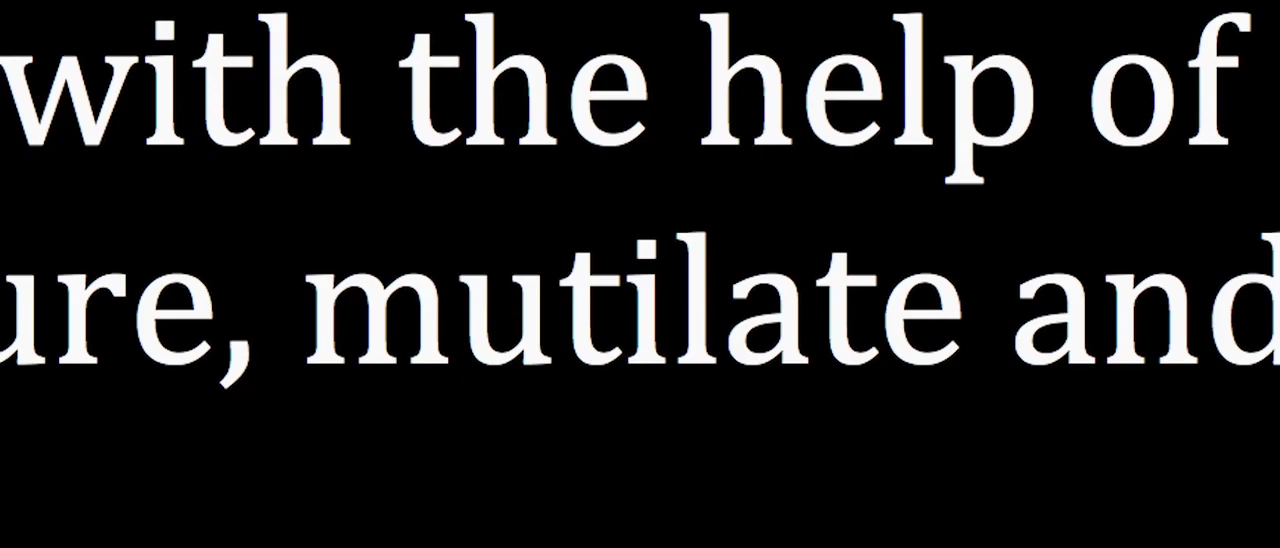 with the help of
ure, mutilate and